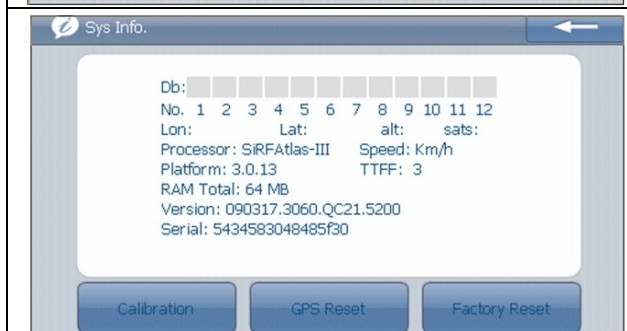 Sys Info.
Db:
No. 1 2 3 4 5 6 7 8 9 10 11 12
Lon: Lat: alt: sats:
Processor: SiRFAtlas-III Speed: Km/h
Platform: 3.0.13 TTFF: 3
RAM Total: 64 MB
Version: 090317.3060.QC21.5200
Serial: 5434583048485f30
Calibration GPS Reset Factory Reset